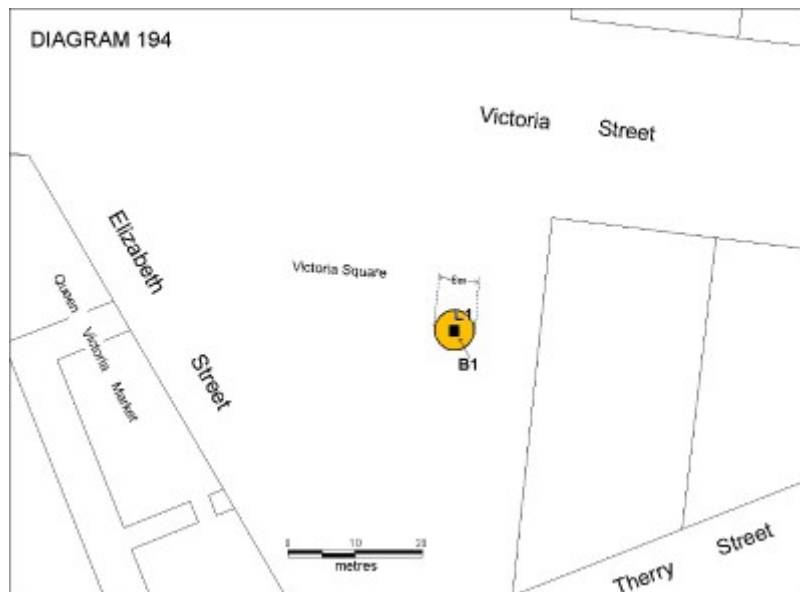 DIAGRAM 194
Victoria Street
Elizabeth Street
Victoria Square
6m
L1
B1
Queen Victoria Market
0 10 20
metres
Therry Street